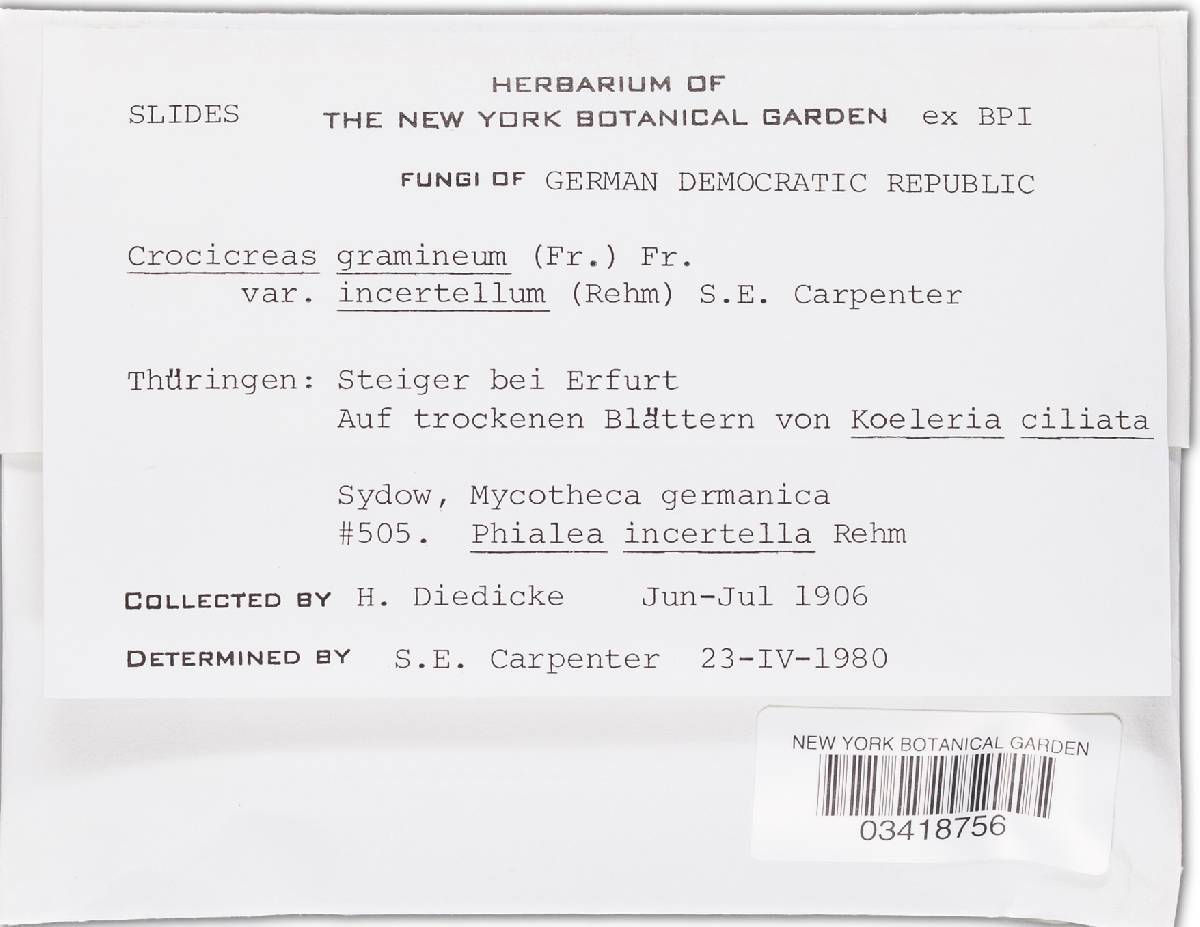 HERBARIUM OF
SLIDES THE NEW YORK BOTANICAL GARDEN ex BPI
FUNGI OF GERMAN DEMOCRATIC REPUBLIC
Crocicreas gramineum (Fr.) Fr.
var. incertellum (Rehm) S.E. Carpenter
Thüringen: Steiger bei Erfurt
Auf trockenen Blättern von Koeleria ciliata
Sydow, Mycotheca germanica
#505. Phialea incertella Rehm
COLLECTED BY H. Diedicke Jun-Jul 1906
DETERMINED BY S.E. Carpenter 23-IV-1980
NEW YORK BOTANICAL GARDEN
03418756